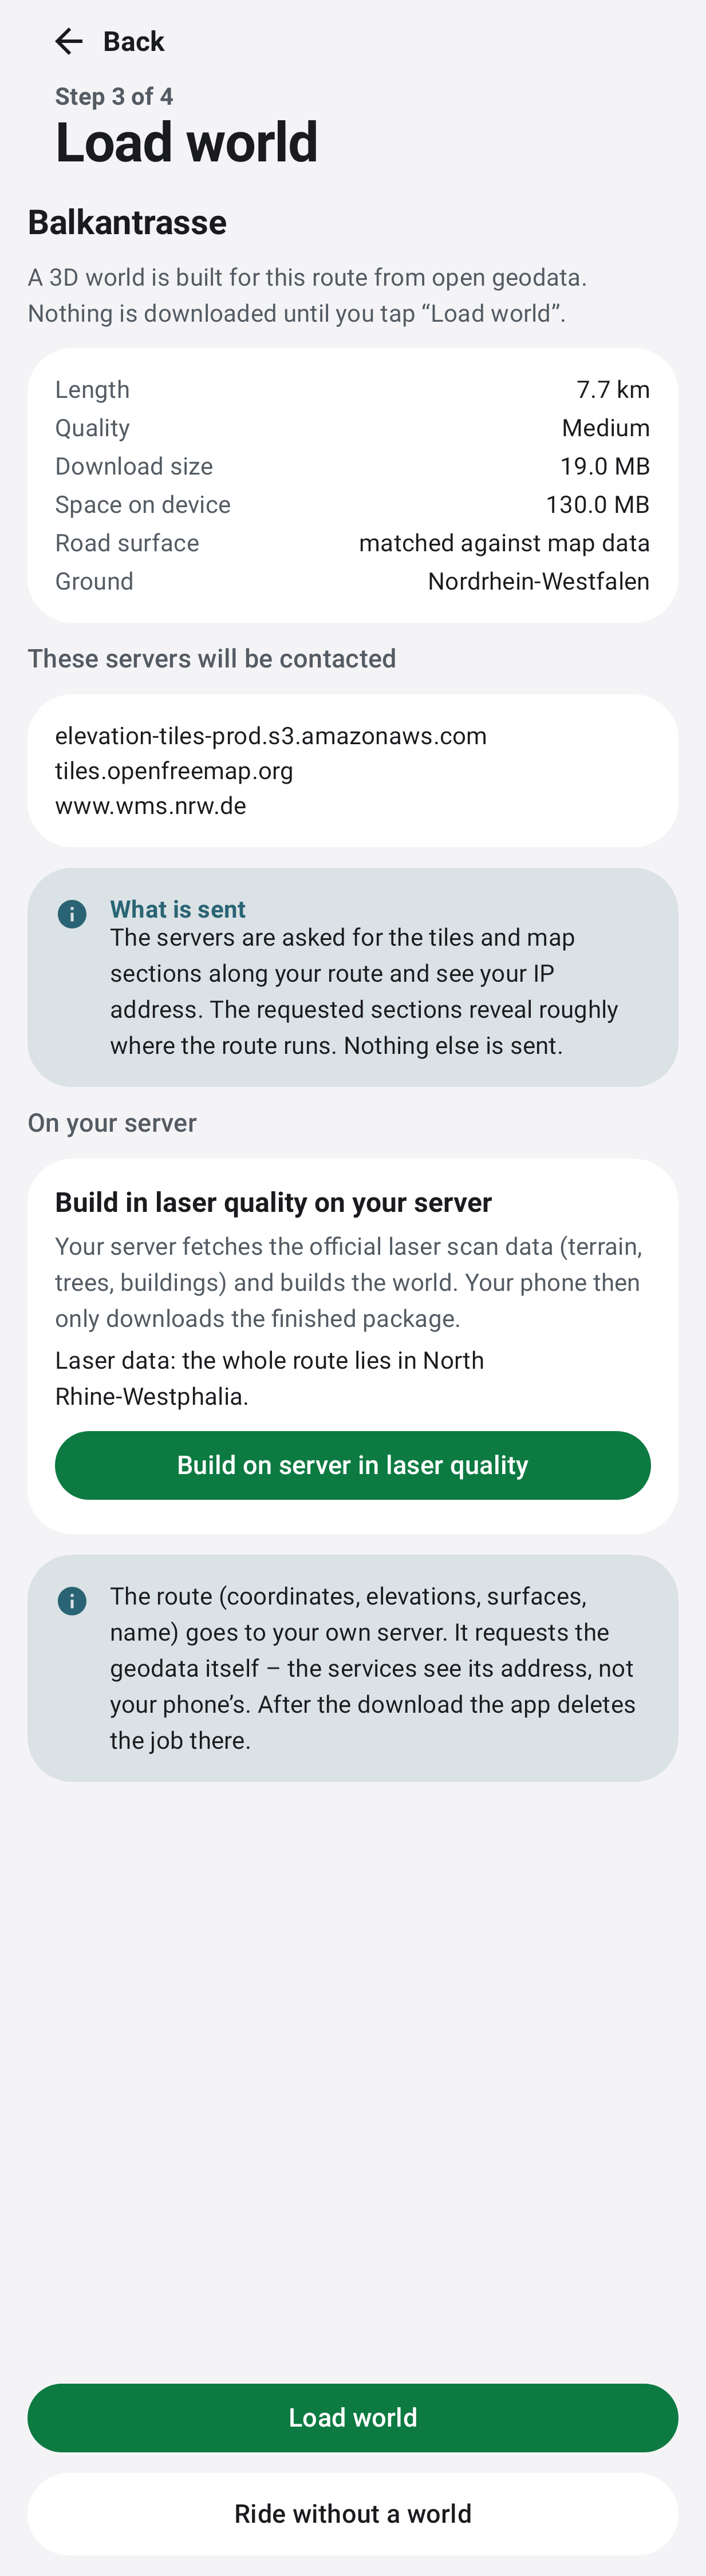 Back
Step 3 of 4
Load world
Balkantrasse
A 3D world is built for this route from open geodata.
Nothing is downloaded until you tap “Load world”.
Length 7.7 km
Quality Medium
Download size 19.0 MB
Space on device 130.0 MB
Road surface matched against map data
Ground Nordrhein-Westfalen
These servers will be contacted
elevation-tiles-prod.s3.amazonaws.com
tiles.openfreemap.org
www.wms.nrw.de
What is sent
The servers are asked for the tiles and map
sections along your route and see your IP
address. The requested sections reveal roughly
where the route runs. Nothing else is sent.
On your server
Build in laser quality on your server
Your server fetches the official laser scan data (terrain,
trees, buildings) and builds the world. Your phone then
only downloads the finished package.
Laser data: the whole route lies in North
Rhine-Westphalia.
Build on server in laser quality
The route (coordinates, elevations, surfaces,
name) goes to your own server. It requests the
geodata itself – the services see its address, not
your phone’s. After the download the app deletes
the job there.
Load world
Ride without a world